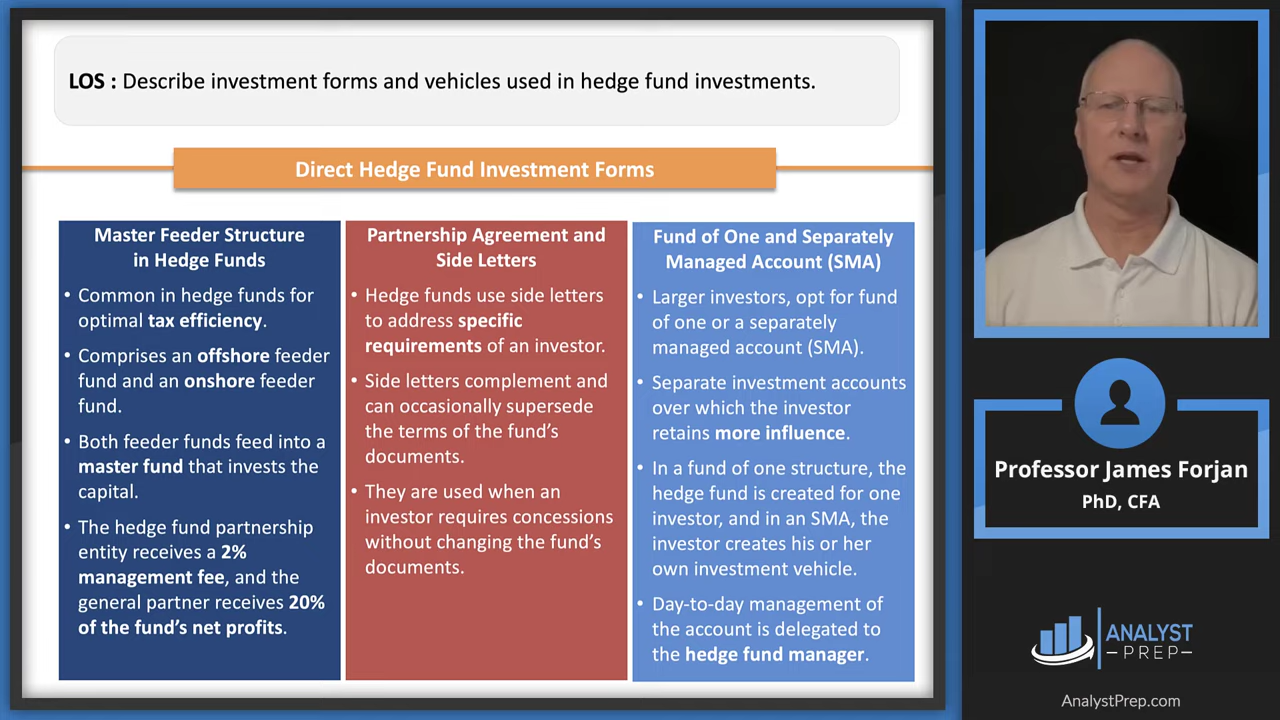 LOS : Describe investment forms and vehicles used in hedge fund investments.
Direct Hedge Fund Investment Forms
Master Feeder Structure
in Hedge Funds
• Common in hedge funds for
optimal tax efficiency.
• Comprises an offshore feeder
fund and an onshore feeder
fund.
• Both feeder funds feed into a
master fund that invests the
capital.
• The hedge fund partnership
entity receives a 2%
management fee, and the
general partner receives 20%
of the fund's net profits.
Partnership Agreement and
Side Letters
• Hedge funds use side letters
to address specific
requirements of an investor.
• Side letters complement and
can occasionally supersede
the terms of the fund's
documents.
• They are used when an
investor requires concessions
without changing the fund's
documents.
Fund of One and Separately
Managed Account (SMA)
• Larger investors, opt for fund
of one or a separately
managed account (SMA).
• Separate investment accounts
over which the investor
retains more influence.
• In a fund of one structure, the
hedge fund is created for one
investor, and in an SMA, the
investor creates his or her
own investment vehicle.
• Day-to-day management of
the account is delegated to
the hedge fund manager.
Professor James Forjan
PhD, CFA
ANALYST
–PREP–
AnalystPrep.com